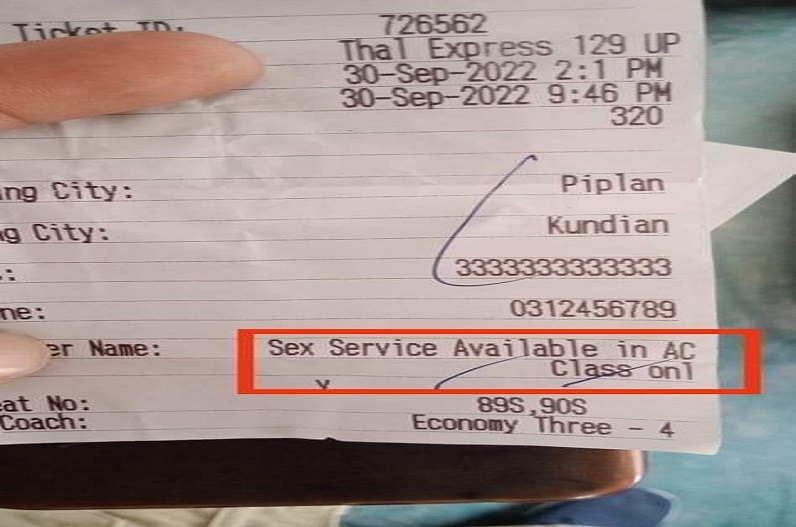 Ticket ID: 726562
Thal Express 129 UP
30-Sep-2022 2:1 PM
30-Sep-2022 9:46 PM
320
ng City: Piplan
g City: Kundian
: 3333333333333
ne: 0312456789
er Name: Sex Service Available in AC
Class onl
y
eat No: 89S,90S
Coach: Economy Three - 4